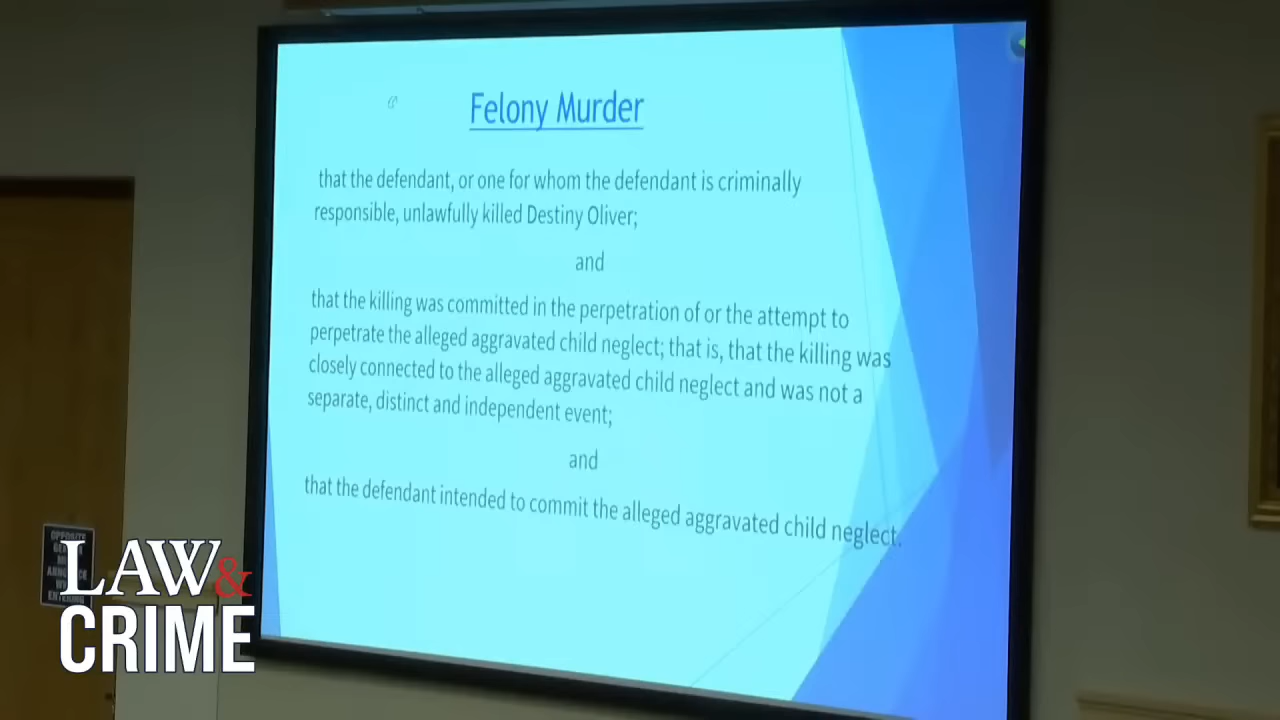 Felony Murder
that the defendant, or one for whom the defendant is criminally
responsible, unlawfully killed Destiny Oliver;
and
that the killing was committed in the perpetration of or the attempt to
perpetrate the alleged aggravated child neglect; that is, that the killing was
closely connected to the alleged aggravated child neglect and was not a
separate, distinct and independent event;
and
that the defendant intended to commit the alleged aggravated child neglect.
LAW&
CRIME